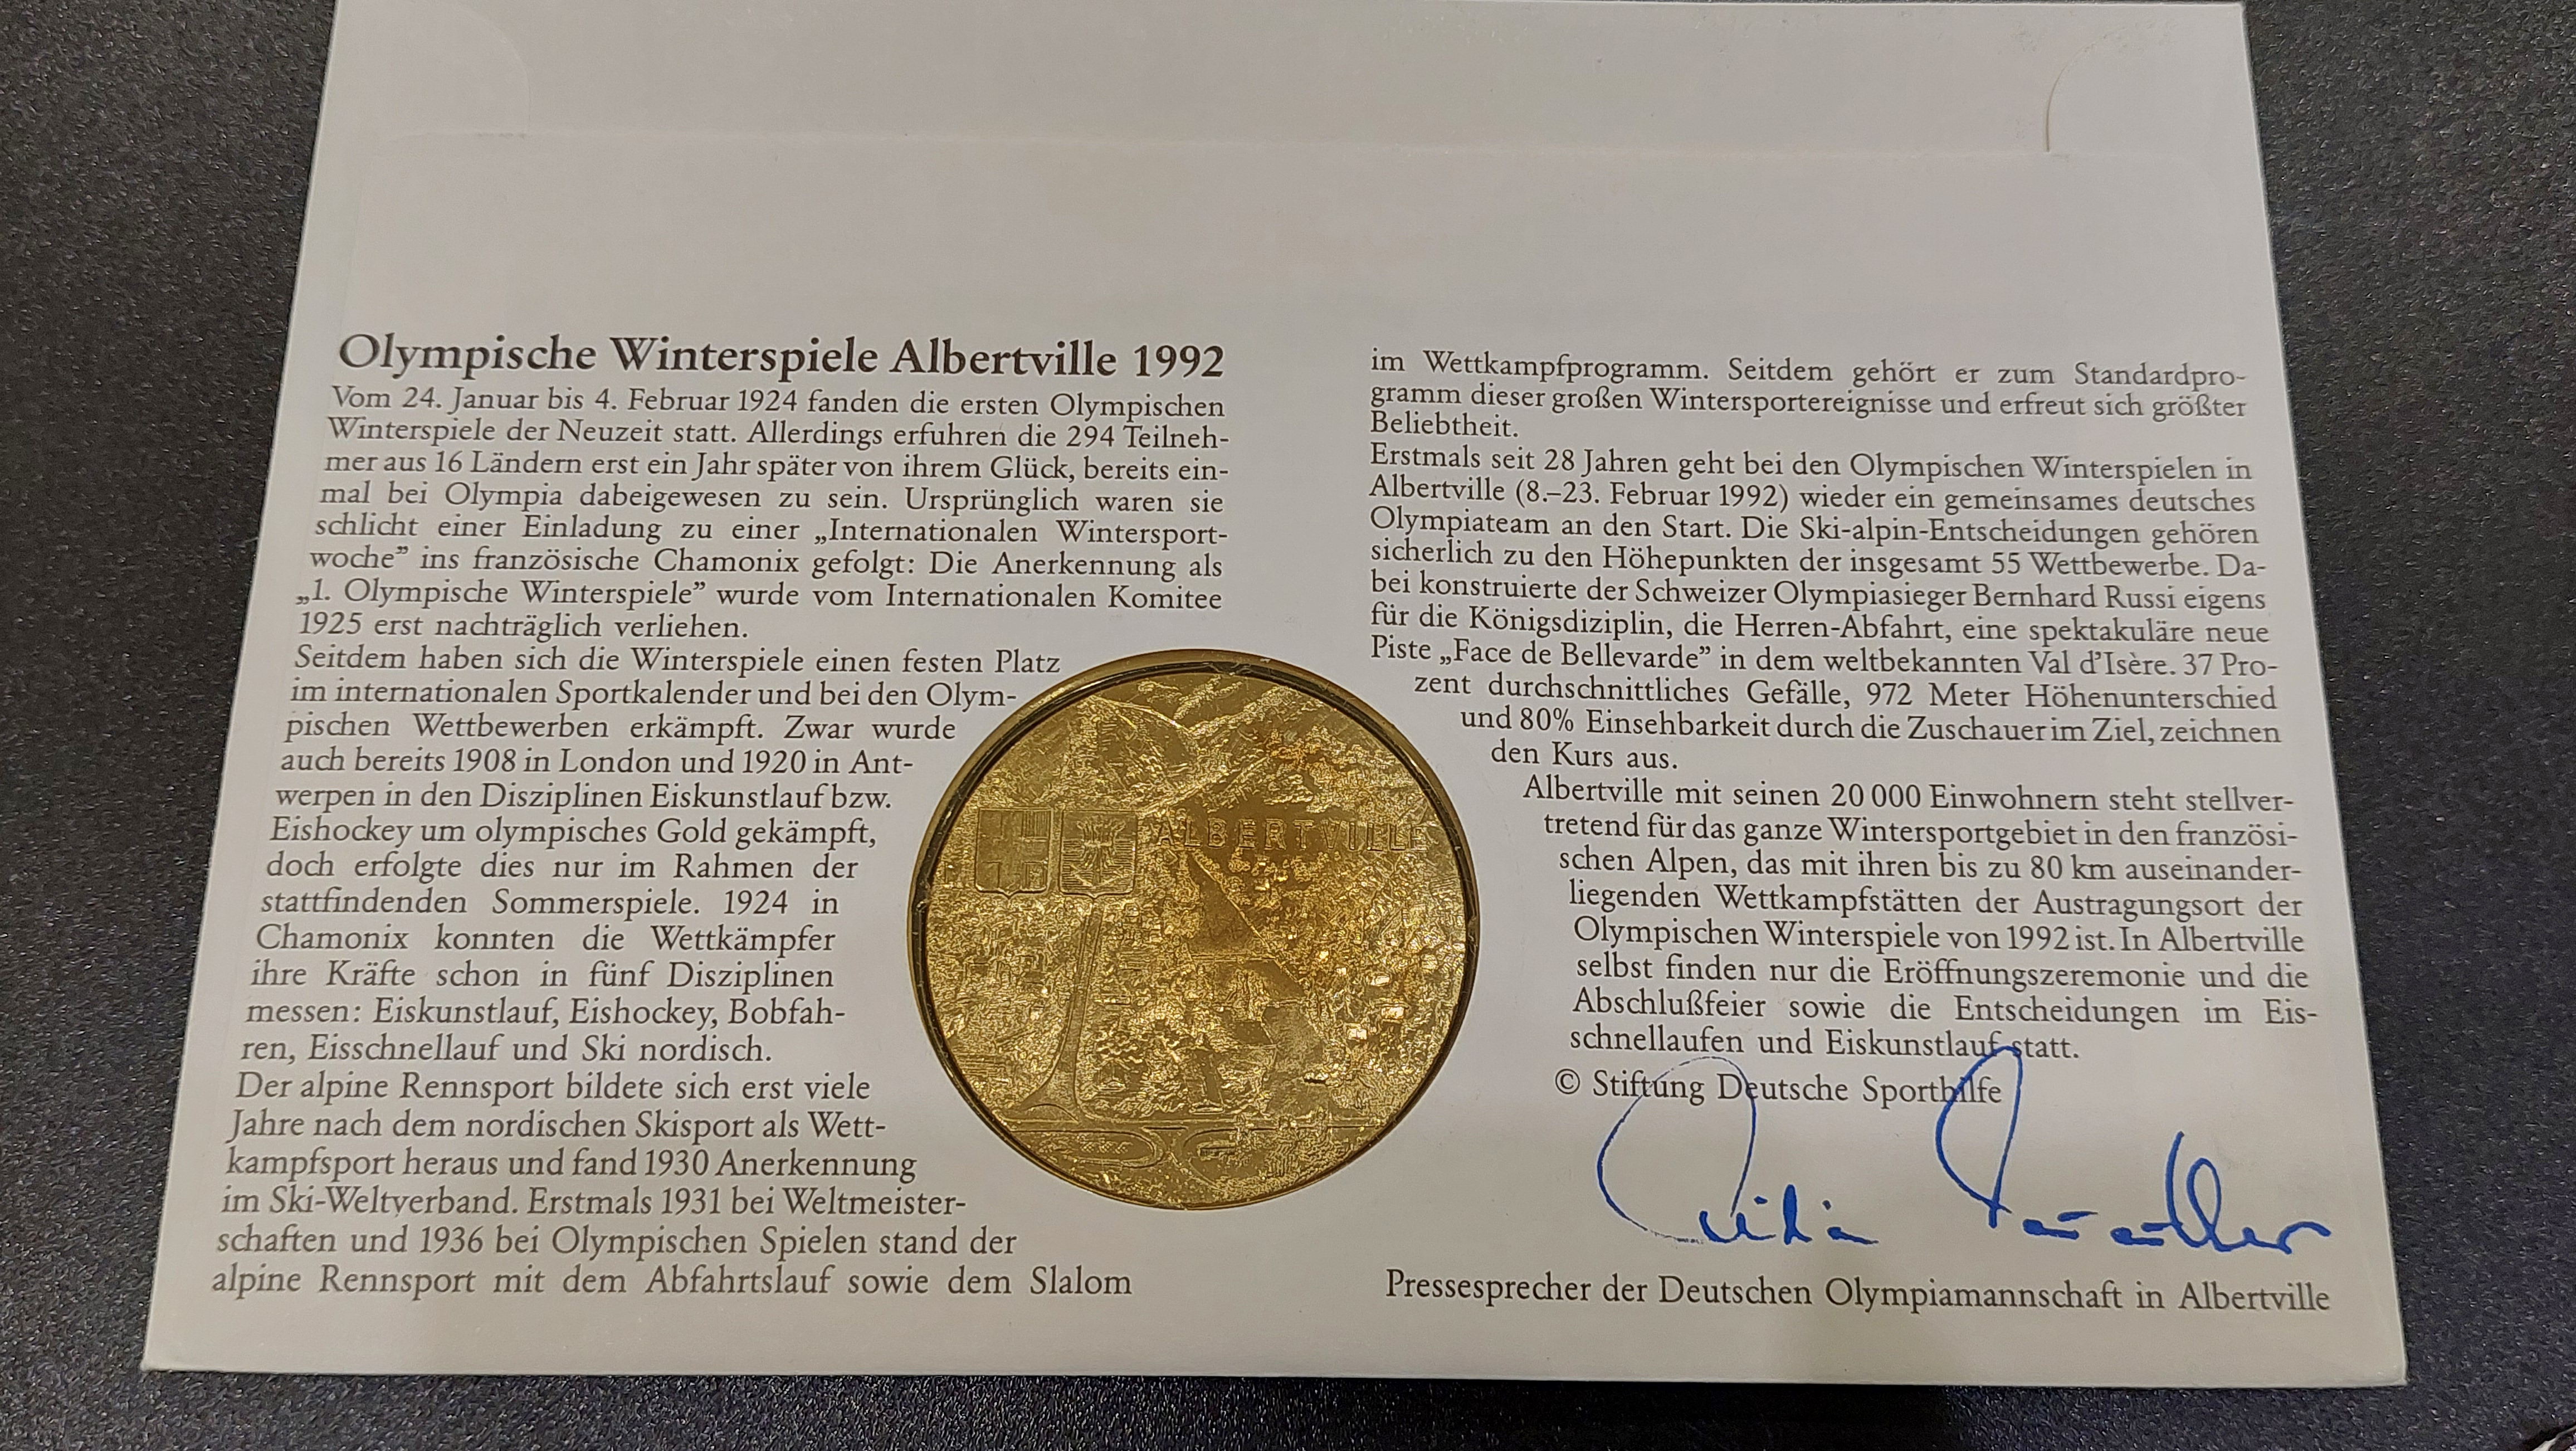 Olympische Winterspiele Albertville 1992
Vom 24. Januar bis 4. Februar 1924 fanden die ersten Olympischen
Winterspiele der Neuzeit statt. Allerdings erfuhren die 294 Teilneh-
mer aus 16 Ländern erst ein Jahr später von ihrem Glück, bereits ein-
mal bei Olympia dabeigewesen zu sein. Ursprünglich waren sie
schlicht einer Einladung zu einer „Internationalen Wintersport-
woche” ins französische Chamonix gefolgt: Die Anerkennung als
„1. Olympische Winterspiele” wurde vom Internationalen Komitee
1925 erst nachträglich verliehen.
Seitdem haben sich die Winterspiele einen festen Platz
im internationalen Sportkalender und bei den Olym-
pischen Wettbewerben erkämpft. Zwar wurde
auch bereits 1908 in London und 1920 in Ant-
werpen in den Disziplinen Eiskunstlauf bzw.
Eishockey um olympisches Gold gekämpft,
doch erfolgte dies nur im Rahmen der
stattfindenden Sommerspiele. 1924 in
Chamonix konnten die Wettkämpfer
ihre Kräfte schon in fünf Disziplinen
messen: Eiskunstlauf, Eishockey, Bobfah-
ren, Eisschnellauf und Ski nordisch.
Der alpine Rennsport bildete sich erst viele
Jahre nach dem nordischen Skisport als Wett-
kampfsport heraus und fand 1930 Anerkennung
im Ski-Weltverband. Erstmals 1931 bei Weltmeister-
schaften und 1936 bei Olympischen Spielen stand der
alpine Rennsport mit dem Abfahrtslauf sowie dem Slalom
im Wettkampfprogramm. Seitdem gehört er zum Standardpro-
gramm dieser großen Wintersportereignisse und erfreut sich größter
Beliebtheit.
Erstmals seit 28 Jahren geht bei den Olympischen Winterspielen in
Albertville (8.–23. Februar 1992) wieder ein gemeinsames deutsches
Olympiateam an den Start. Die Ski-alpin-Entscheidungen gehören
sicherlich zu den Höhepunkten der insgesamt 55 Wettbewerbe. Da-
bei konstruierte der Schweizer Olympiasieger Bernhard Russi eigens
für die Königsdiziplin, die Herren-Abfahrt, eine spektakuläre neue
Piste „Face de Bellevarde” in dem weltbekannten Val d’Isère. 37 Pro-
zent durchschnittliches Gefälle, 972 Meter Höhenunterschied
und 80% Einsehbarkeit durch die Zuschauer im Ziel, zeichnen
den Kurs aus.
Albertville mit seinen 20 000 Einwohnern steht stellver-
tretend für das ganze Wintersportgebiet in den französi-
schen Alpen, das mit ihren bis zu 80 km auseinander-
liegenden Wettkampfstätten der Austragungsort der
Olympischen Winterspiele von 1992 ist. In Albertville
selbst finden nur die Eröffnungszeremonie und die
Abschlußfeier sowie die Entscheidungen im Eis-
schnellaufen und Eiskunstlauf statt.
© Stiftung Deutsche Sporthilfe
Pressesprecher der Deutschen Olympiamannschaft in Albertville
ALBERTVILLE